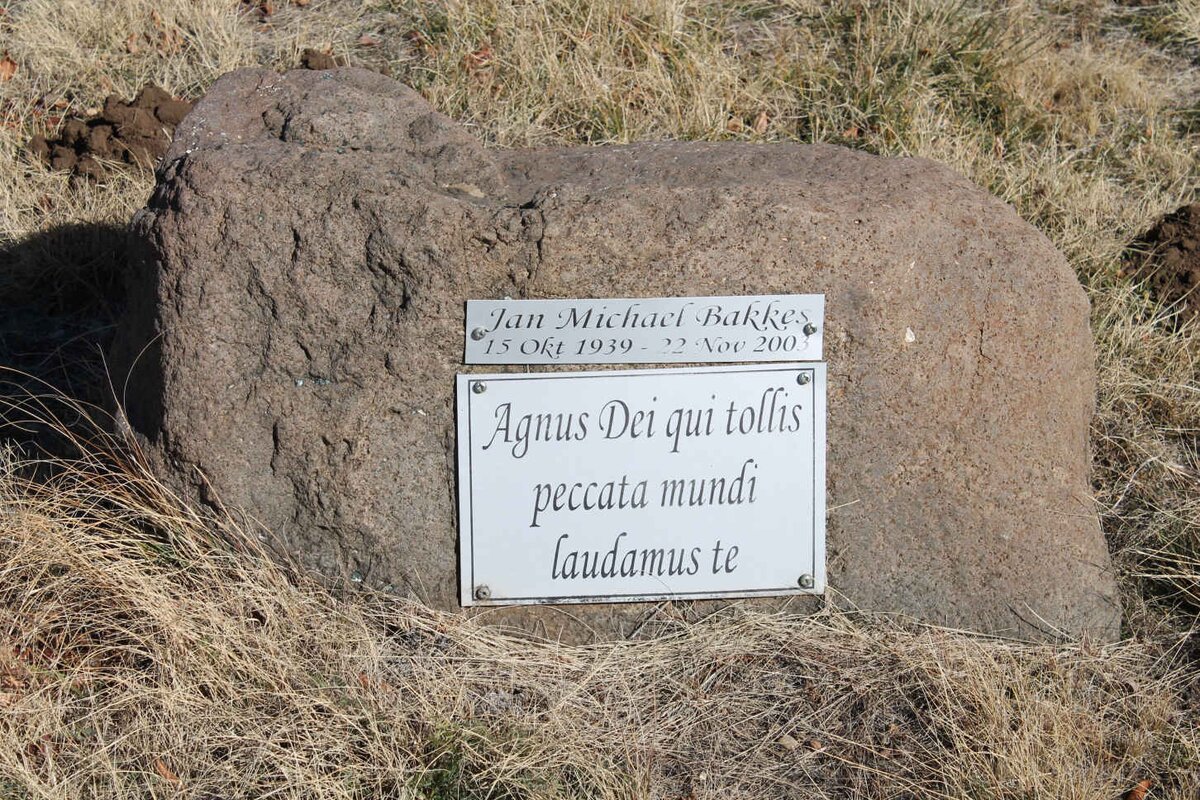 Jan Michael Bakkes
15 Okt 1939 - 22 Nov 2003
Agnus Dei qui tollis
peccata mundi
laudamus te